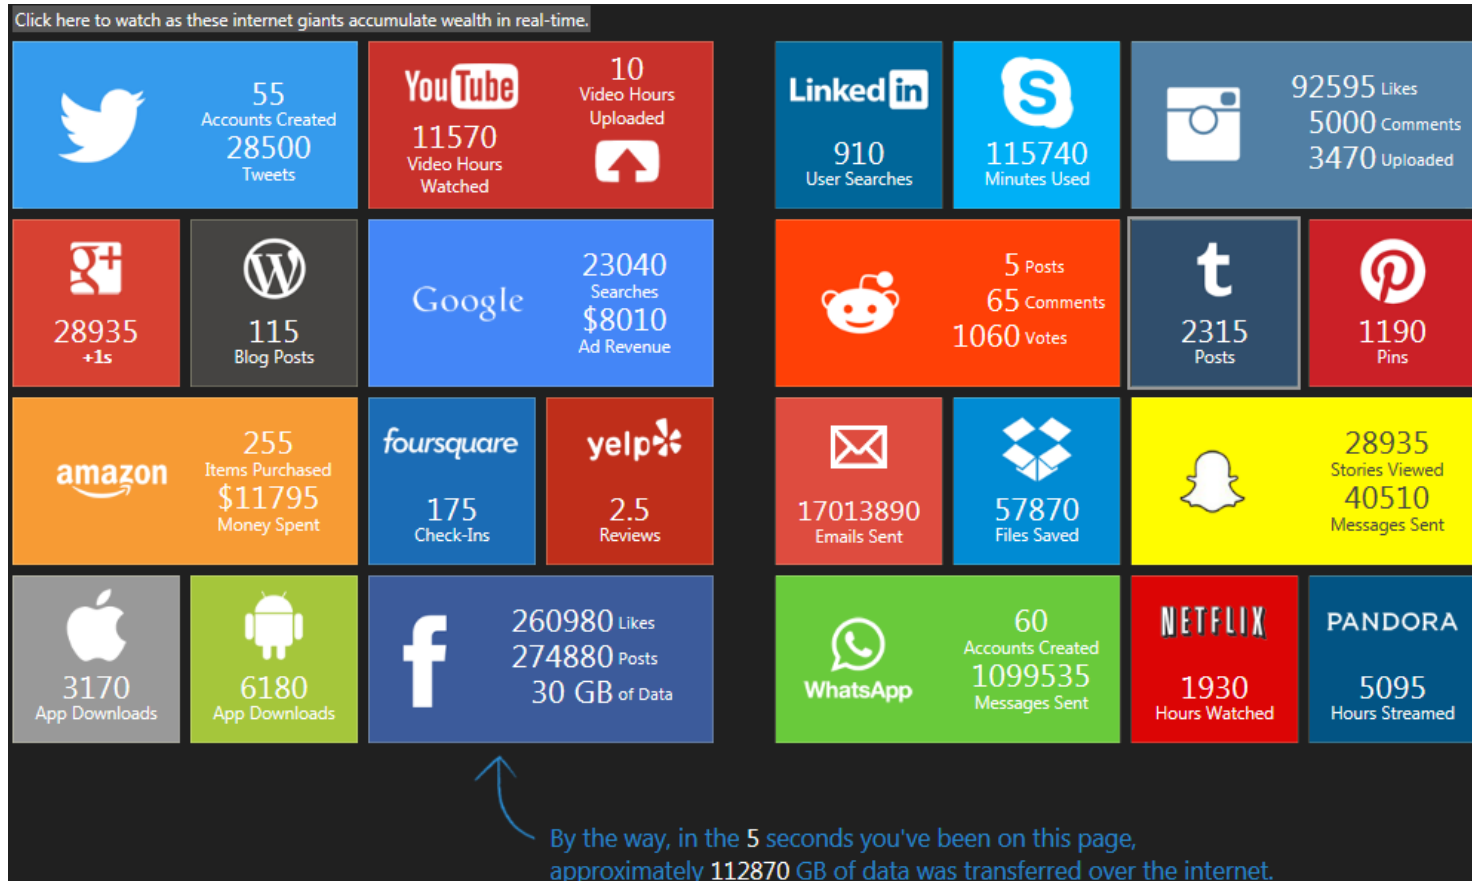 Click here to watch as these internet giants accumulate wealth in real-time.
55
Accounts Created
28500
Tweets
YouTube
11570
Video Hours
Watched
10
Video Hours
Uploaded
Linked in
910
User Searches
S
115740
Minutes Used
92595 Likes
5000 Comments
3470 Uploaded
g+
28935
+1s
W
115
Blog Posts
Google
23040
Searches
$8010
Ad Revenue
5 Posts
65 Comments
1060 Votes
t
2315
Posts
P
1190
Pins
amazon
255
Items Purchased
$11795
Money Spent
foursquare
175
Check-Ins
yelp
2.5
Reviews
17013890
Emails Sent
57870
Files Saved
28935
Stories Viewed
40510
Messages Sent
3170
App Downloads
6180
App Downloads
f
260980 Likes
274880 Posts
30 GB of Data
WhatsApp
60
Accounts Created
1099535
Messages Sent
NETFLIX
1930
Hours Watched
PANDORA
5095
Hours Streamed
By the way, in the 5 seconds you've been on this page,
approximately 112870 GB of data was transferred over the internet.